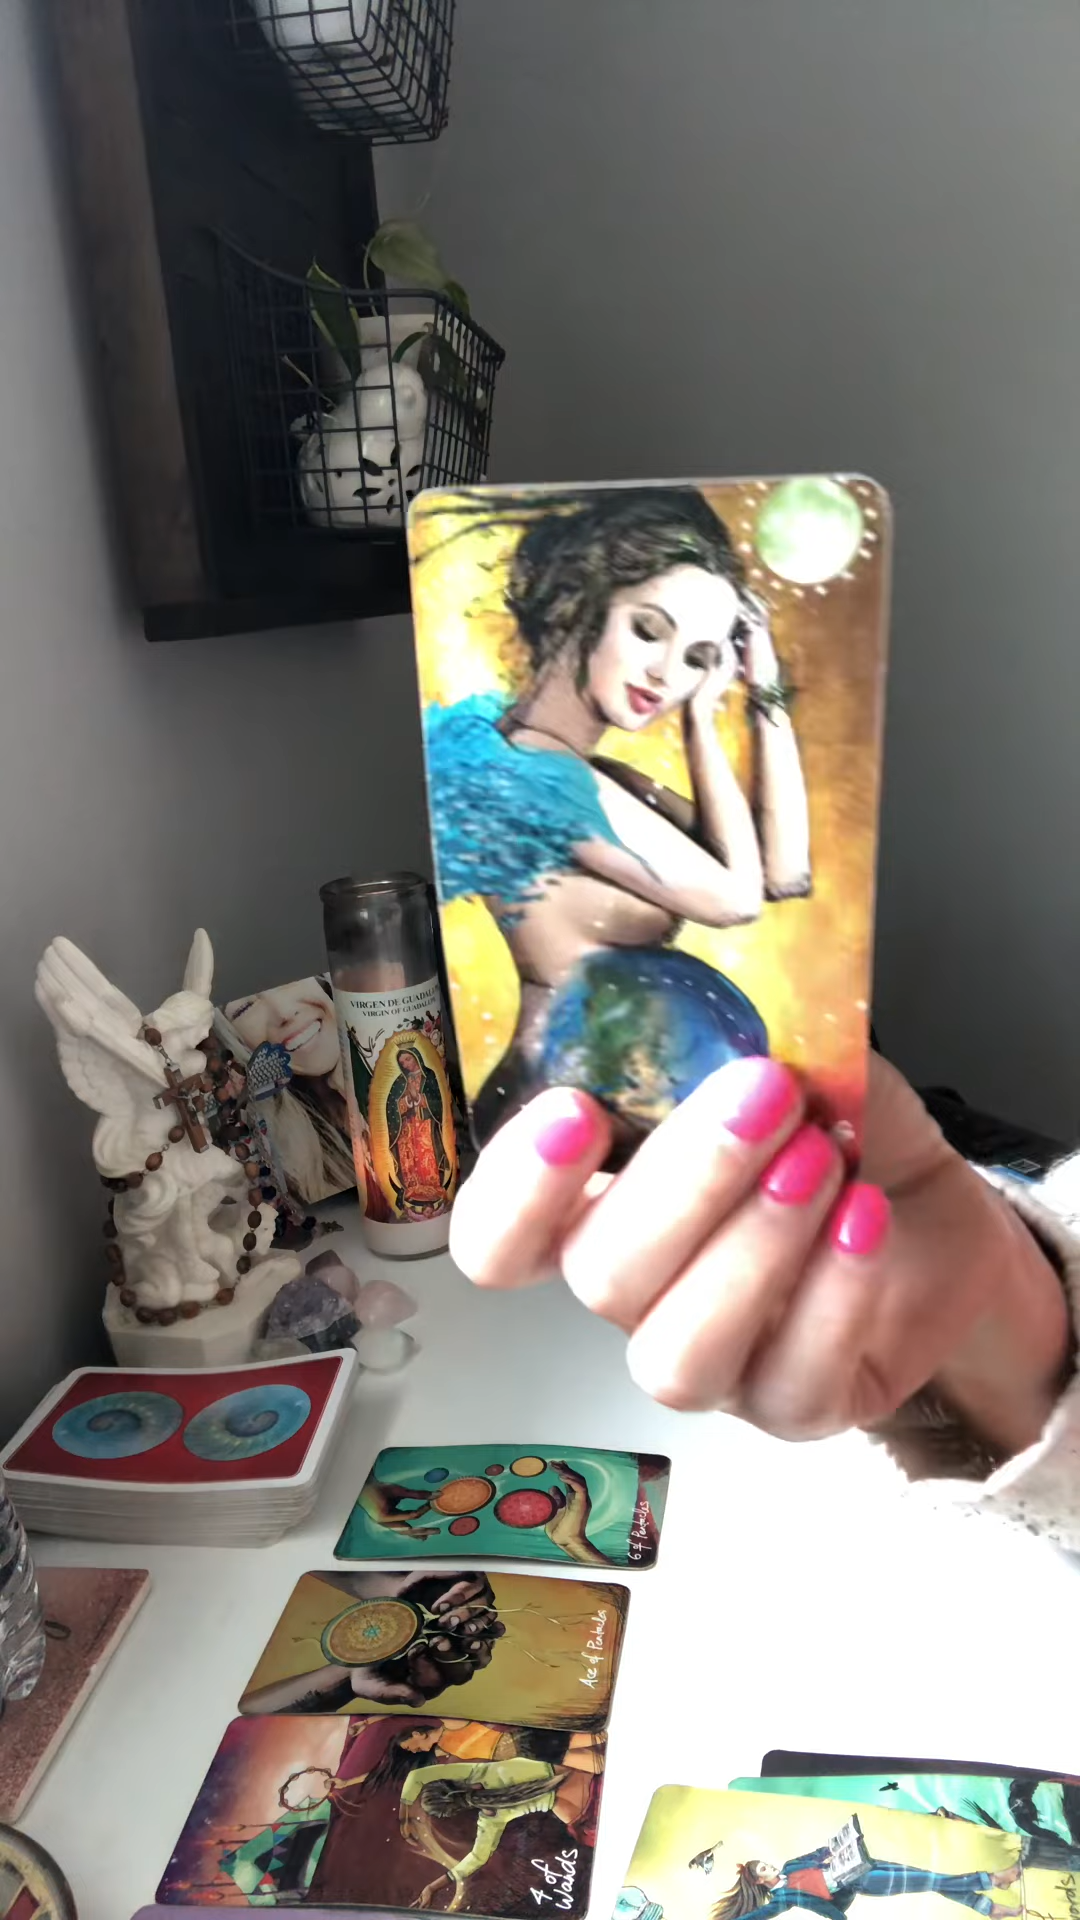 VIRGEN DE GUADALUPE
VIRGIN OF GUADALUPE
6 of Pentacles
Ace of Pentacles
4 of
Wands